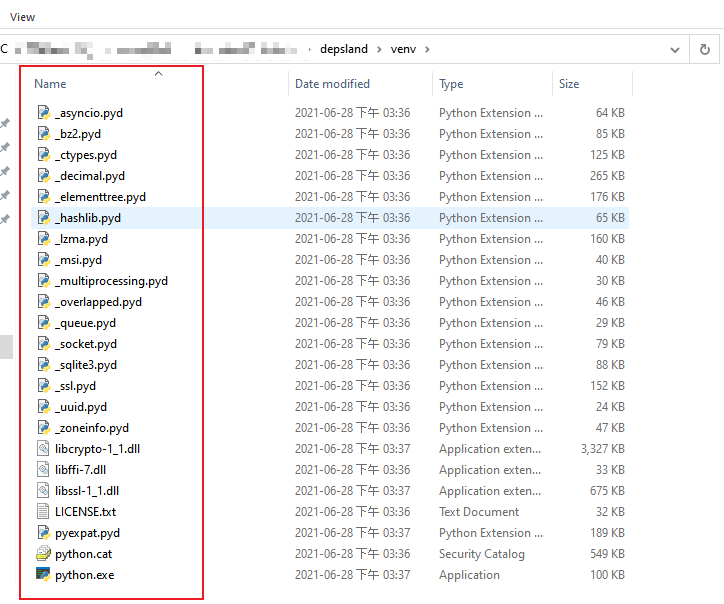 View
C depsland > venv >
Name Date modified Type Size
_asyncio.pyd 2021-06-28 下午 03:36 Python Extension ... 64 KB
_bz2.pyd 2021-06-28 下午 03:36 Python Extension ... 85 KB
_ctypes.pyd 2021-06-28 下午 03:36 Python Extension ... 125 KB
_decimal.pyd 2021-06-28 下午 03:36 Python Extension ... 265 KB
_elementtree.pyd 2021-06-28 下午 03:36 Python Extension ... 176 KB
_hashlib.pyd 2021-06-28 下午 03:36 Python Extension ... 65 KB
_lzma.pyd 2021-06-28 下午 03:36 Python Extension ... 160 KB
_msi.pyd 2021-06-28 下午 03:36 Python Extension ... 40 KB
_multiprocessing.pyd 2021-06-28 下午 03:36 Python Extension ... 30 KB
_overlapped.pyd 2021-06-28 下午 03:36 Python Extension ... 46 KB
_queue.pyd 2021-06-28 下午 03:36 Python Extension ... 29 KB
_socket.pyd 2021-06-28 下午 03:36 Python Extension ... 79 KB
_sqlite3.pyd 2021-06-28 下午 03:36 Python Extension ... 88 KB
_ssl.pyd 2021-06-28 下午 03:36 Python Extension ... 152 KB
_uuid.pyd 2021-06-28 下午 03:36 Python Extension ... 24 KB
_zoneinfo.pyd 2021-06-28 下午 03:36 Python Extension ... 47 KB
libcrypto-1_1.dll 2021-06-28 下午 03:37 Application exten... 3,327 KB
libffi-7.dll 2021-06-28 下午 03:36 Application exten... 33 KB
libssl-1_1.dll 2021-06-28 下午 03:37 Application exten... 675 KB
LICENSE.txt 2021-06-28 下午 03:36 Text Document 32 KB
pyexpat.pyd 2021-06-28 下午 03:37 Python Extension ... 189 KB
python.cat 2021-06-28 下午 03:36 Security Catalog 549 KB
python.exe 2021-06-28 下午 03:37 Application 100 KB